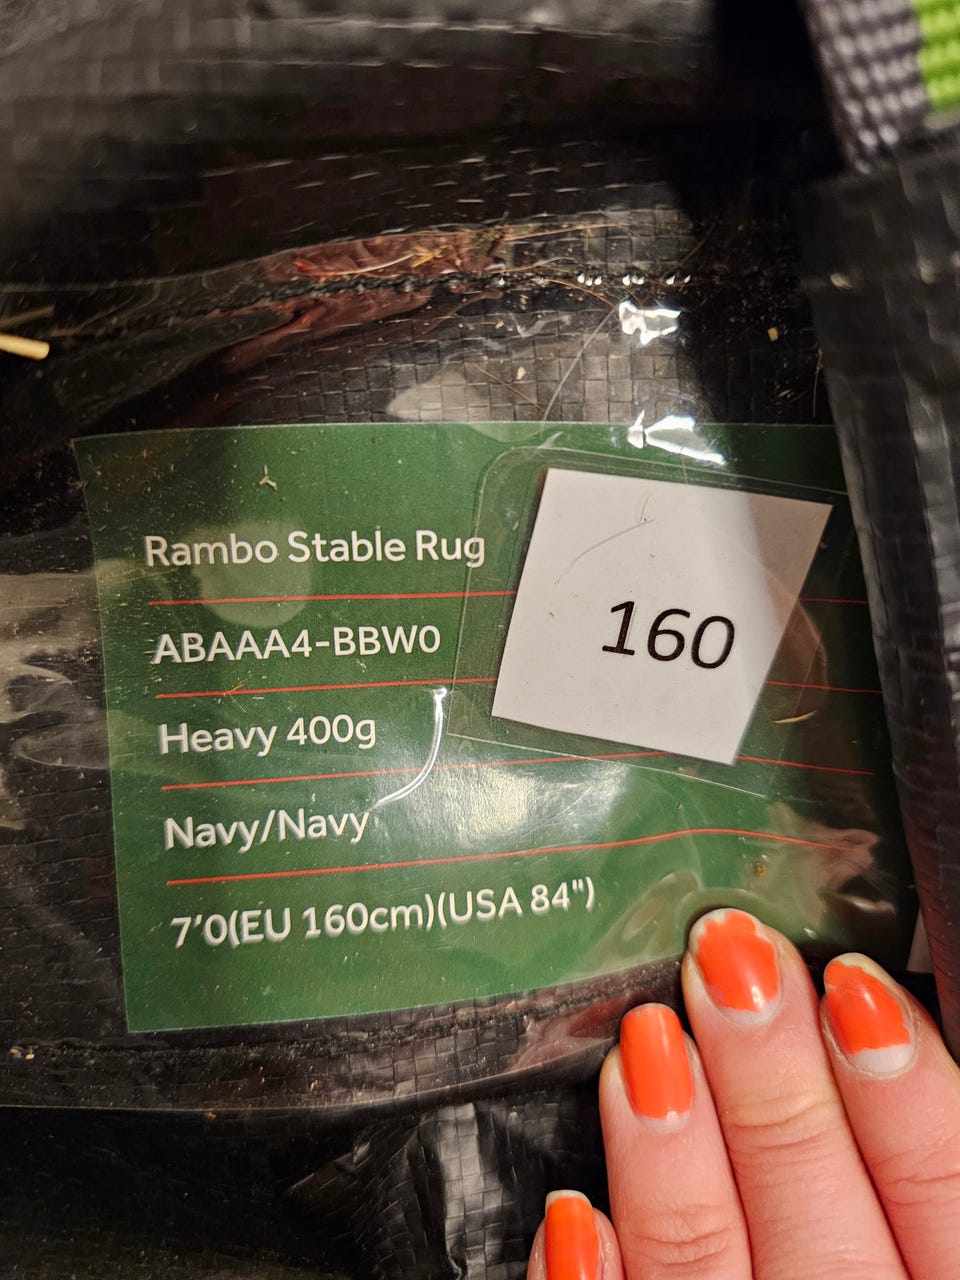 Rambo Stable Rug
ABAAA4-BBW0
Heavy 400g
Navy/Navy
7'0(EU 160cm)(USA 84")
160